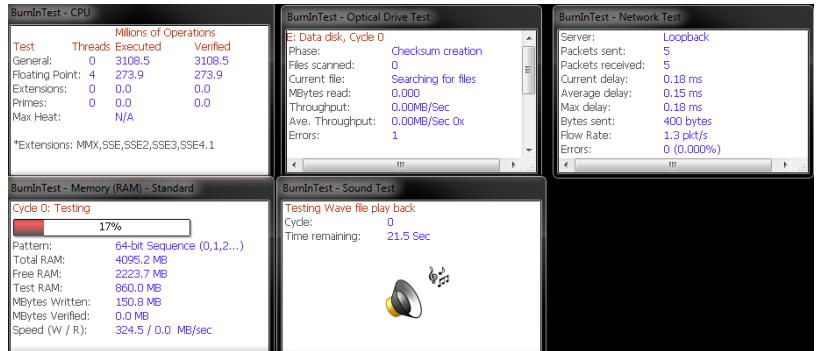 BurnInTest - CPU
Millions of Operations
Test Threads Executed Verified
General: 0 3108.5 3108.5
Floating Point: 4 273.9 273.9
Extensions: 0 0.0 0.0
Primes: 0 0.0 0.0
Max Heat: N/A
*Extensions: MMX,SSE,SSE2,SSE3,SSE4.1
BurnInTest - Optical Drive Test
E: Data disk, Cycle 0
Phase: Checksum creation
Files scanned: 0
Current file: Searching for files
MBytes read: 0.000
Throughput: 0.00MB/Sec
Ave. Throughput: 0.00MB/Sec 0x
Errors: 1
BurnInTest - Network Test
Server: Loopback
Packets sent: 5
Packets received: 5
Current delay: 0.18 ms
Average delay: 0.15 ms
Max delay: 0.18 ms
Bytes sent: 400 bytes
Flow Rate: 1.3 pkt/s
Errors: 0 (0.000%)
BurnInTest - Memory (RAM) - Standard
Cycle 0: Testing
17%
Pattern: 64-bit Sequence (0,1,2...)
Total RAM: 4095.2 MB
Free RAM: 2223.7 MB
Test RAM: 860.0 MB
MBytes Written: 150.8 MB
MBytes Verified: 0.0 MB
Speed (W / R): 324.5 / 0.0 MB/sec
BurnInTest - Sound Test
Testing Wave file play back
Cycle: 0
Time remaining: 21.5 Sec